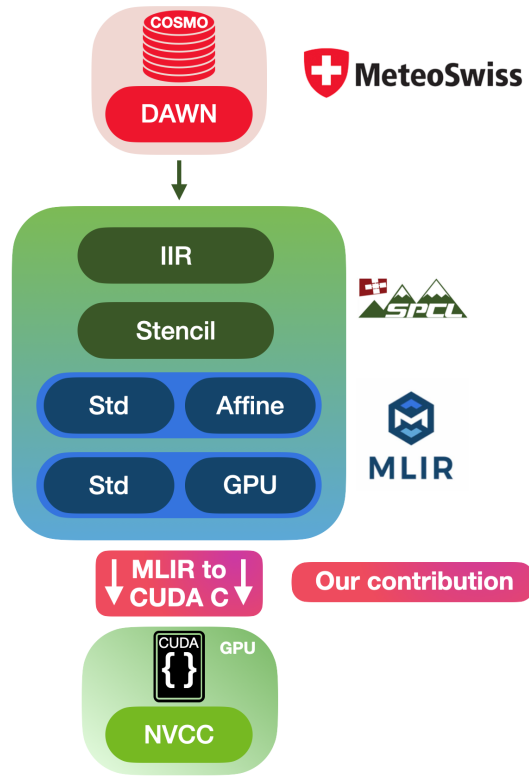 COSMO
DAWN
MeteoSwiss
IIR
Stencil
SPCL
Std Affine
MLIR
Std GPU
MLIR to
CUDA C
Our contribution
CUDA
{} GPU
NVCC